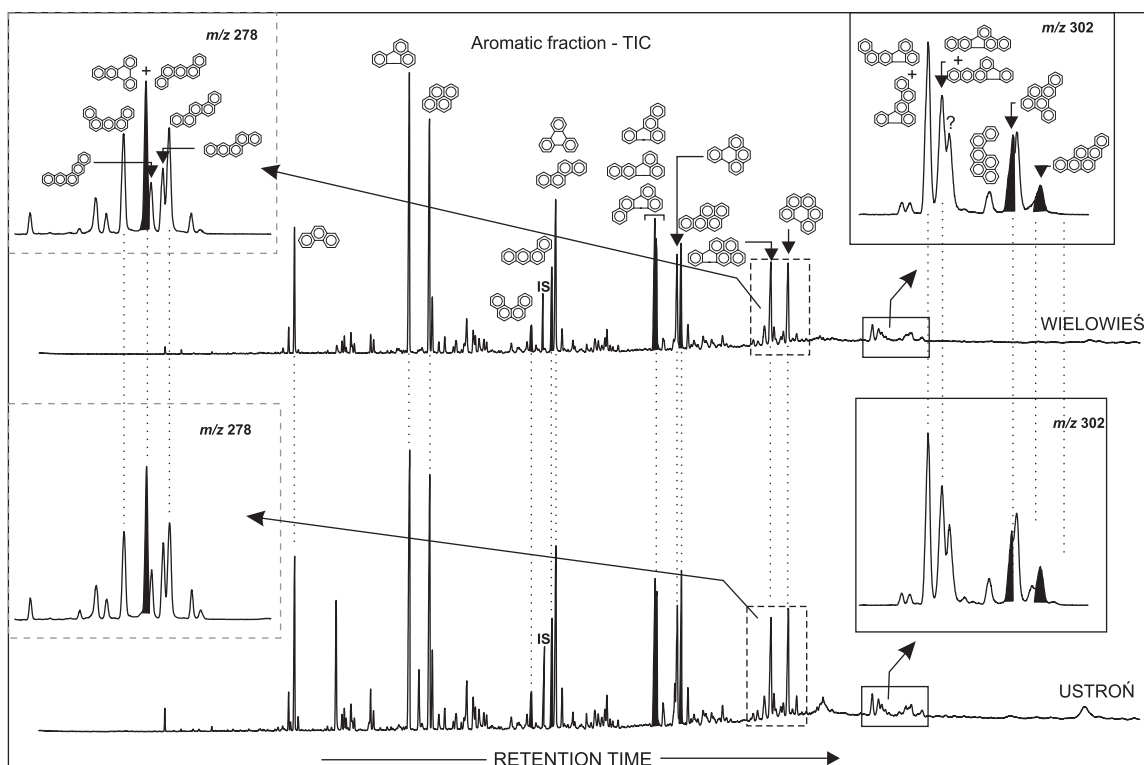 m/z 278
Aromatic fraction - TIC
m/z 302
+
+
+
?
IS
WIELOWIEŚ
m/z 278
m/z 302
IS
USTROŃ
RETENTION TIME